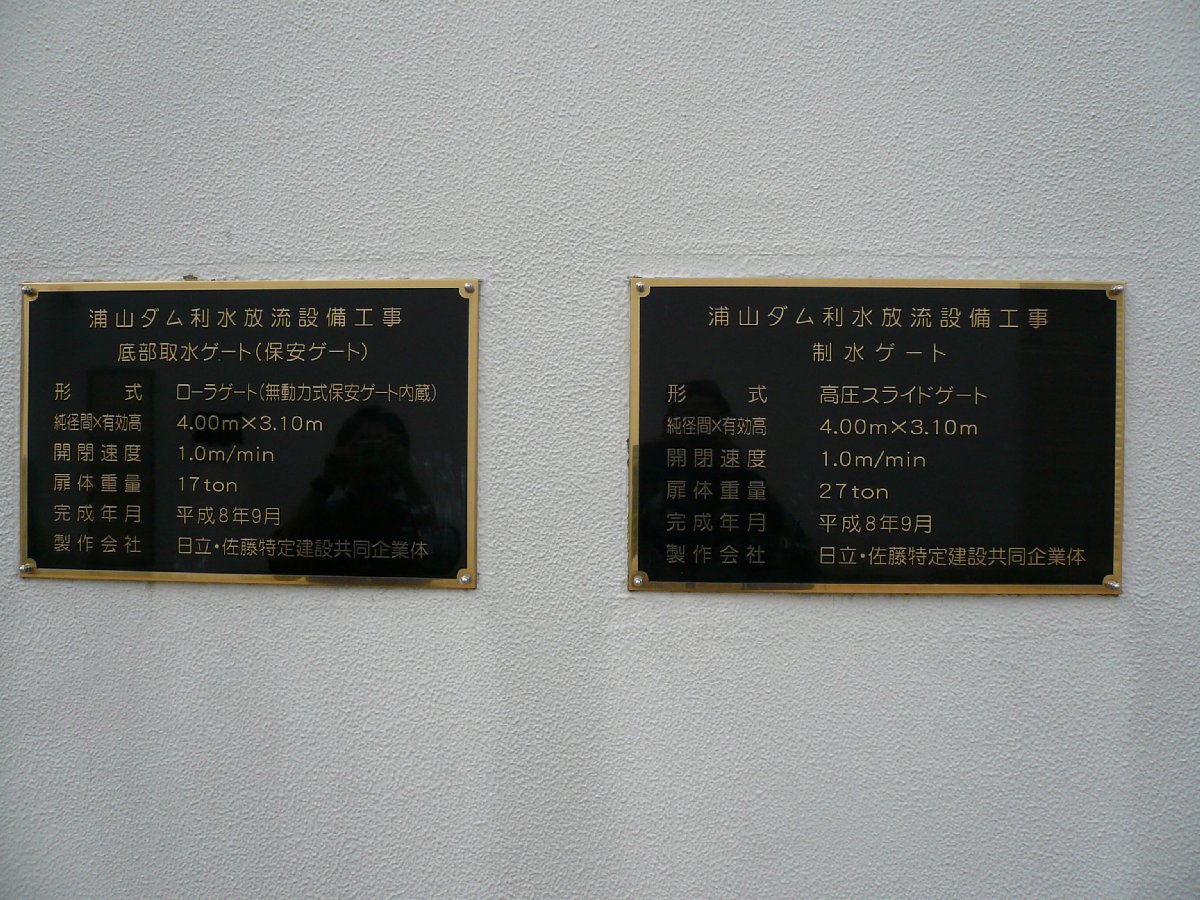 浦山ダム利水放流設備工事
底部取水ゲート(保安ゲート)
形 式 ローラゲート(無動力式保安ゲート内蔵)
純径間×有効高 4.00m×3.10m
開閉速度 1.0m/min
扉体重量 17ton
完成年月 平成8年9月
製作会社 日立・佐藤特定建設共同企業体
浦山ダム利水放流設備工事
制水ゲート
形 式 高圧スライドゲート
純径間×有効高 4.00m×3.10m
開閉速度 1.0m/min
扉体重量 27ton
完成年月 平成8年9月
製作会社 日立・佐藤特定建設共同企業体